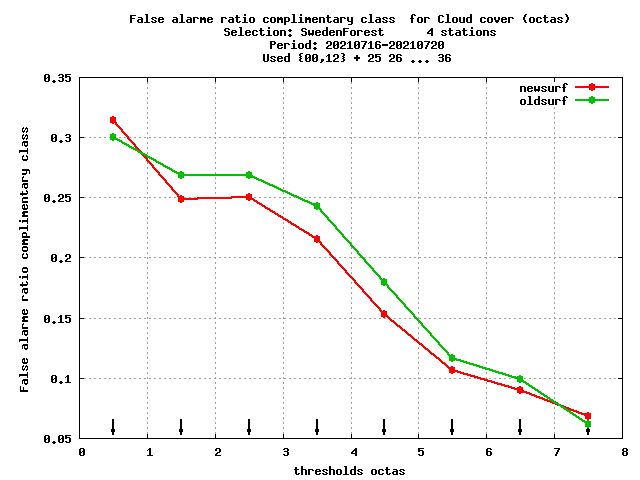 False alarme ratio complimentary class  for Cloud cover (octas)
Selection: SwedenForest      4 stations
Period: 20210716-20210720
Used {00,12} + 25 26 ... 36
newsurf
oldsurf
False alarme ratio complimentary class
0.35
0.3
0.25
0.2
0.15
0.1
0.05
0 1 2 3 4 5 6 7 8
thresholds octas